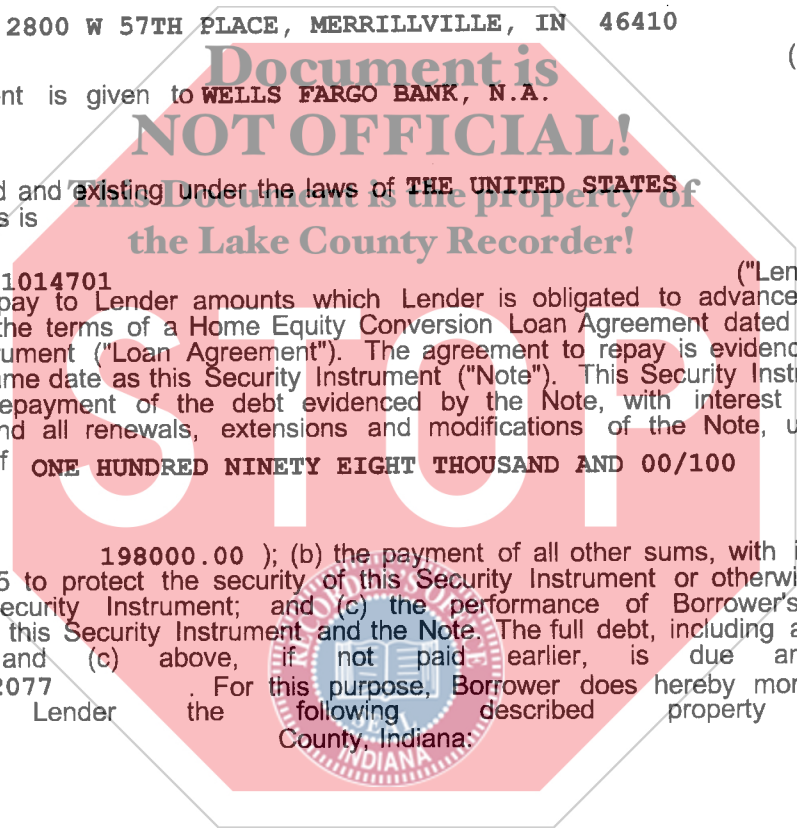 2800 W 57TH PLACE, MERRILLVILLE, IN 46410
(
Document is
nt is given to WELLS FARGO BANK, N.A.
NOT OFFICIAL!
d and existing under the laws of THE UNITED STATES
This Document is the property of
s is
the Lake County Recorder!
1014701 ("Len
pay to Lender amounts which Lender is obligated to advance
the terms of a Home Equity Conversion Loan Agreement dated
rument ("Loan Agreement"). The agreement to repay is evidenc
ame date as this Security Instrument ("Note"). This Security Instr
epayment of the debt evidenced by the Note, with interest
nd all renewals, extensions and modifications of the Note, u
f ONE HUNDRED NINETY EIGHT THOUSAND AND 00/100
STOP
198000.00 ); (b) the payment of all other sums, with i
5 to protect the security of this Security Instrument or otherwi
ecurity Instrument; and (c) the performance of Borrower's
this Security Instrument and the Note. The full debt, including a
and (c) above, if not paid earlier, is due an
2077 . For this purpose, Borrower does hereby mor
Lender the following described property
County, Indiana:
SEAL
INDIANA